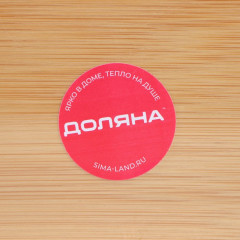 ЯРКО В ДОМЕ, ТЕПЛО НА ДУШЕ
ДОЛЯНА
SIMA-LAND.RU